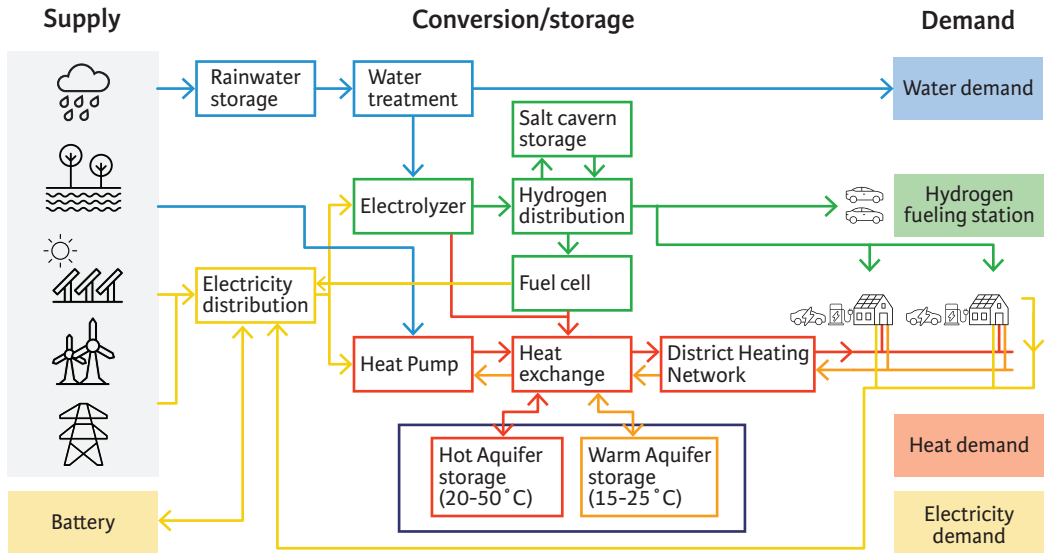 Supply
Conversion/storage
Demand
Rainwater
storage
Water
treatment
Water demand
Salt cavern
storage
Electrolyzer
Hydrogen
distribution
Hydrogen
fueling station
Electricity
distribution
Fuel cell
Heat Pump
Heat
exchange
District Heating
Network
Hot Aquifer
storage
(20-50˚C)
Warm Aquifer
storage
(15-25˚C)
Heat demand
Battery
Electricity
demand